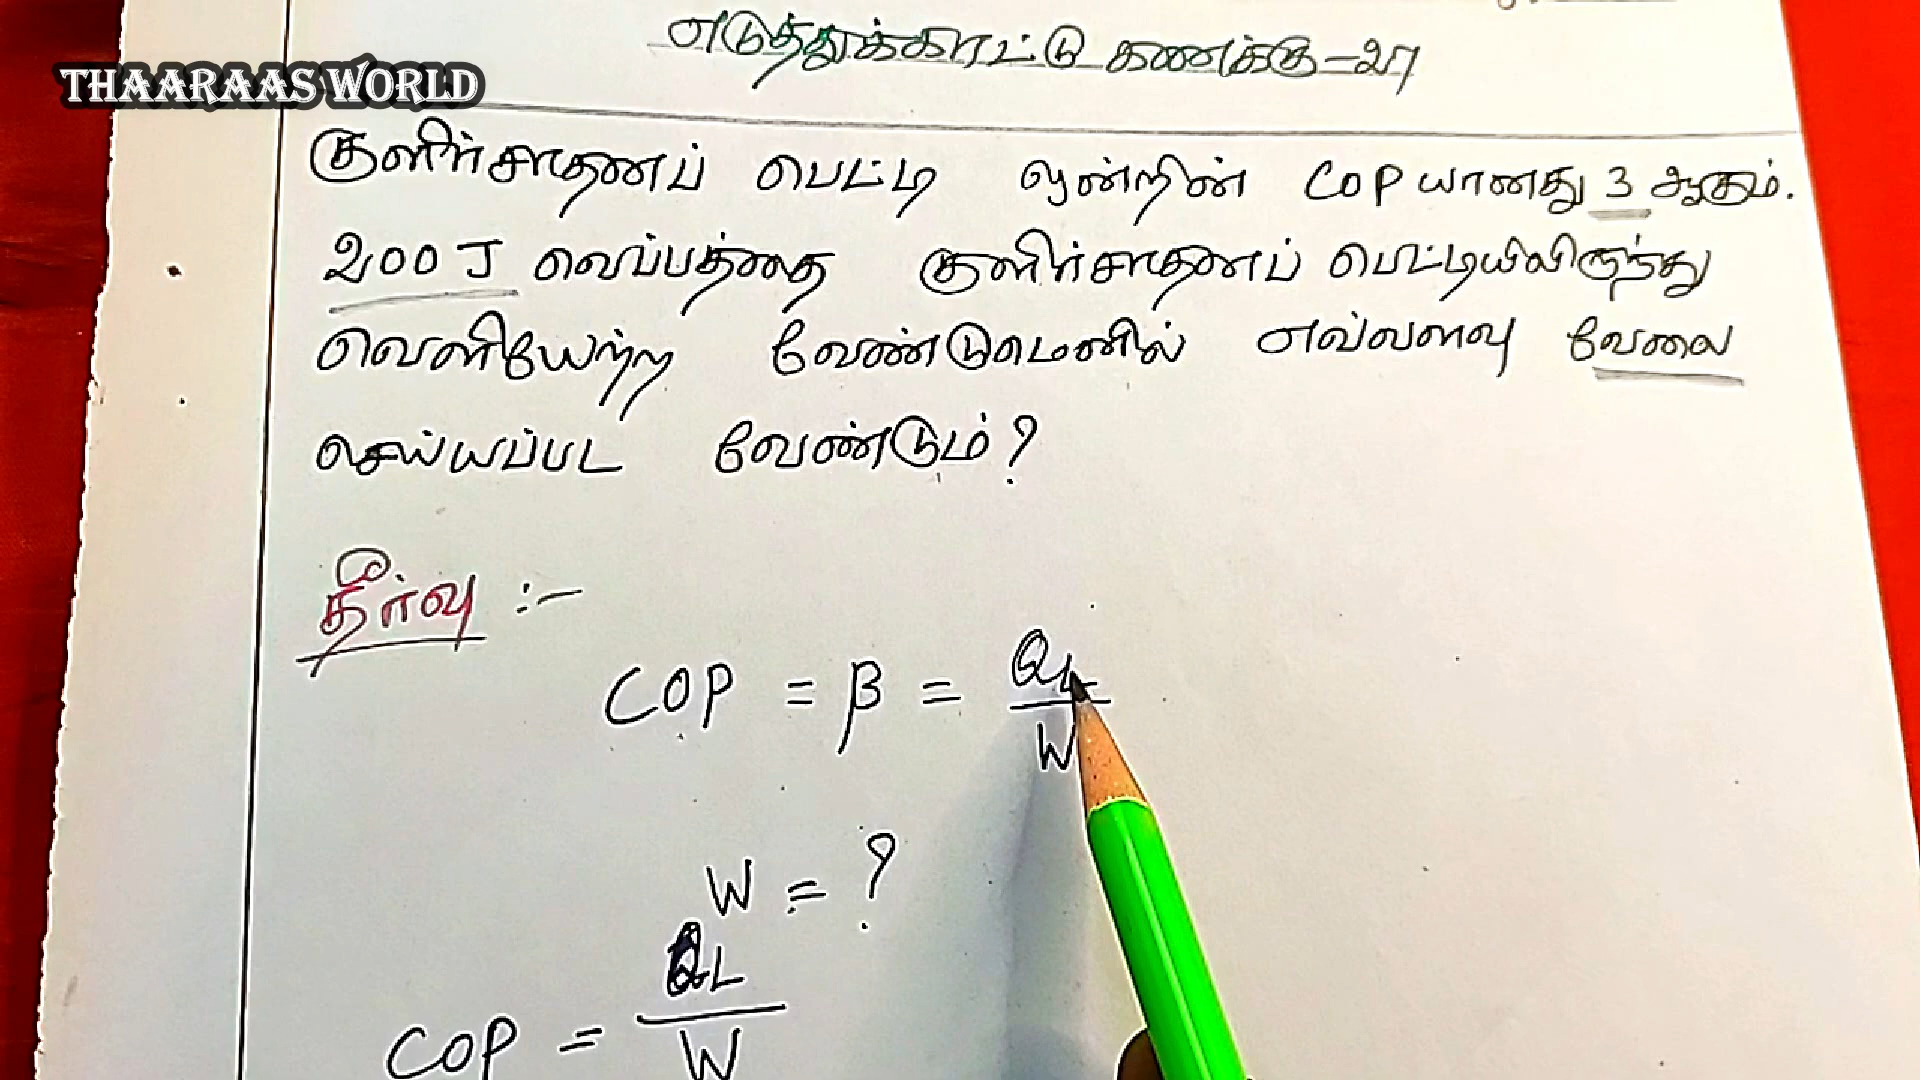 எடுத்துக்காட்டு கணக்கு-27
THAARAAS WORLD
குளிர்சாதனப் பெட்டி ஒன்றின் COP யானது 3 ஆகும்.
200 J வெப்பத்தை குளிர்சாதனப் பெட்டியிலிருந்து
வெளியேற்ற வேண்டுமெனில் எவ்வளவு வேலை
செய்யப்பட வேண்டும்?
தீர்வு :-
COP = β = QL / W
W = ?
COP = QL / W